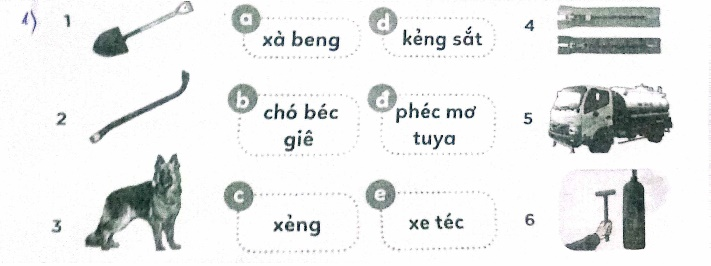 1) 1 a xà beng d kẻng sắt 4
2 b chó béc giê đ phéc mơ tuya 5
3 c xẻng e xe téc 6